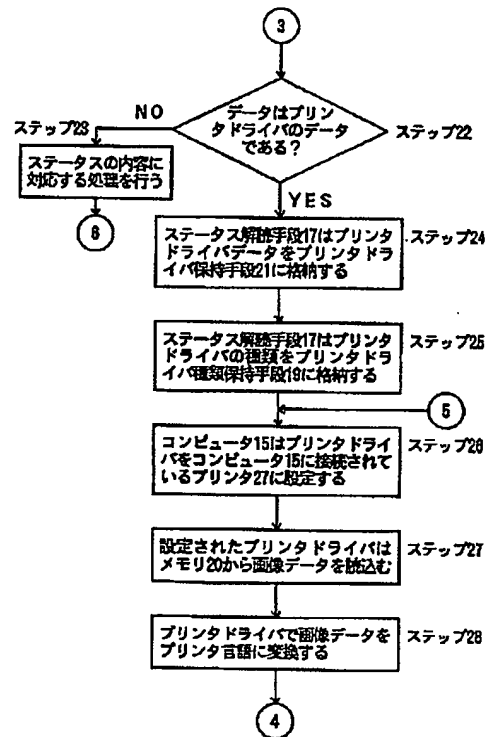 3
データはプリン
タドライバのデータ
である?
NO
ステップ22
ステップ23
ステータスの内容に
対応する処理を行う
6
YES
ステータス解読手段17はプリンタ
ドライバデータをプリンタドラ
イバ保持手段21に格納する
ステップ24
ステータス解読手段17はプリンタ
ドライバの種類をプリンタドラ
イバ種類保持手段19に格納する
ステップ25
5
コンピュータ15はプリンタドライ
バをコンピュータ15に接続されて
いるプリンタ27に設定する
ステップ26
設定されたプリンタドライバは
メモリ20から画像データを読込む
ステップ27
プリンタドライバで画像データを
プリンタ言語に変換する
ステップ28
4